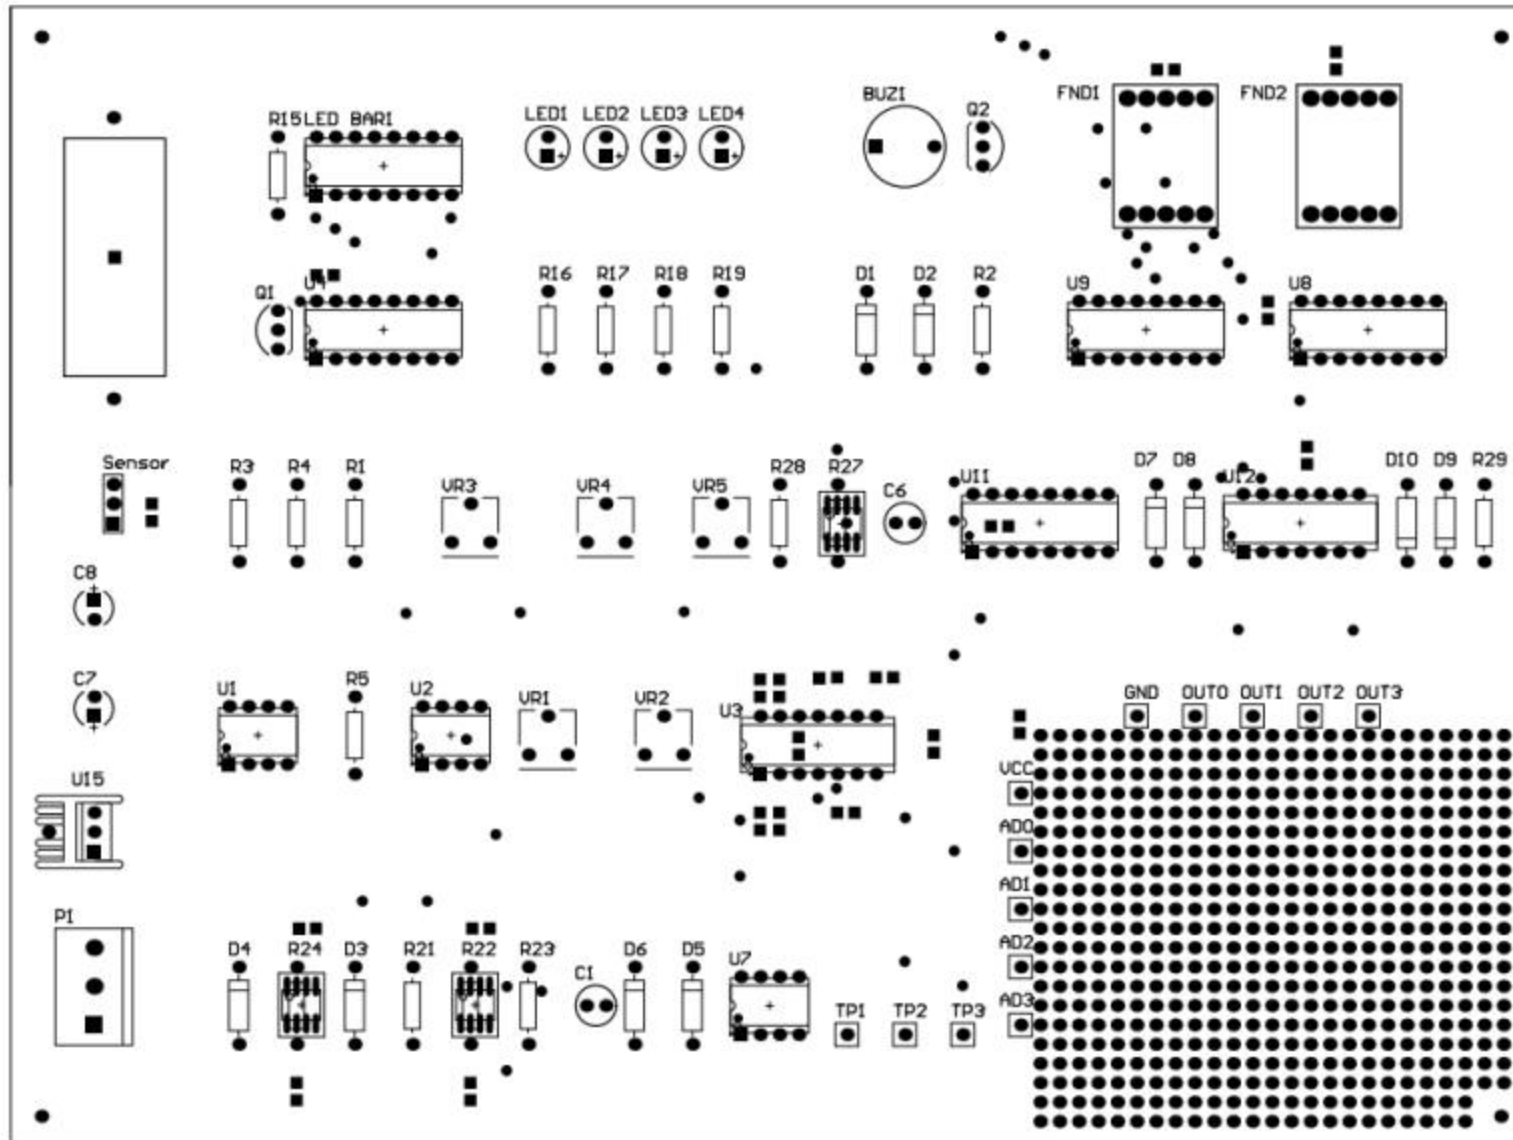 BUZ1
FND1
FND2
R15
LED BAR1
LED1
LED2
LED3
LED4
Q2
Q1
U4
R16
R17
R18
R19
D1
D2
R2
U9
U8
Sensor
R3
R4
R1
VR3
VR4
VR5
R28
R27
C6
U11
D7
D8
U12
D10
D9
R29
C8
C7
U1
R5
U2
VR1
VR2
U3
GND
OUT0
OUT1
OUT2
OUT3
U15
VCC
AD0
AD1
AD2
AD3
P1
D4
R24
D3
R21
R22
R23
C1
D6
D5
U7
TP1
TP2
TP3